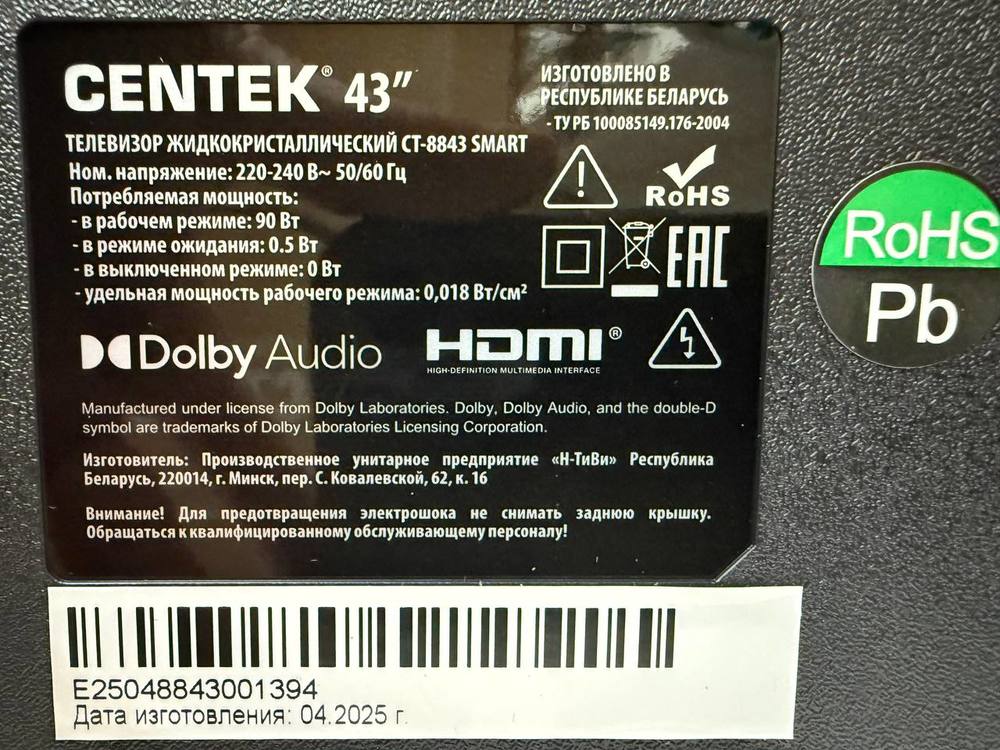 CENTEK® 43"
ИЗГОТОВЛЕНО В
РЕСПУБЛИКЕ БЕЛАРУСЬ
- ТУ РБ 100085149.176-2004
ТЕЛЕВИЗОР ЖИДКОКРИСТАЛЛИЧЕСКИЙ CT-8843 SMART
Ном. напряжение: 220-240 В~ 50/60 Гц
Потребляемая мощность:
- в рабочем режиме: 90 Вт
- в режиме ожидания: 0.5 Вт
- в выключенном режиме: 0 Вт
- удельная мощность рабочего режима: 0,018 Вт/см²
RoHS
EAC
Dolby Audio
HDMI®
HIGH-DEFINITION MULTIMEDIA INTERFACE
Manufactured under license from Dolby Laboratories. Dolby, Dolby Audio, and the double-D
symbol are trademarks of Dolby Laboratories Licensing Corporation.
Изготовитель: Производственное унитарное предприятие «Н-ТиВи» Республика
Беларусь, 220014, г. Минск, пер. С. Ковалевской, 62, к. 16
Внимание! Для предотвращения электрошока не снимать заднюю крышку.
Обращаться к квалифицированному обслуживающему персоналу!
RoHS
Pb
E25048843001394
Дата изготовления: 04.2025 г.